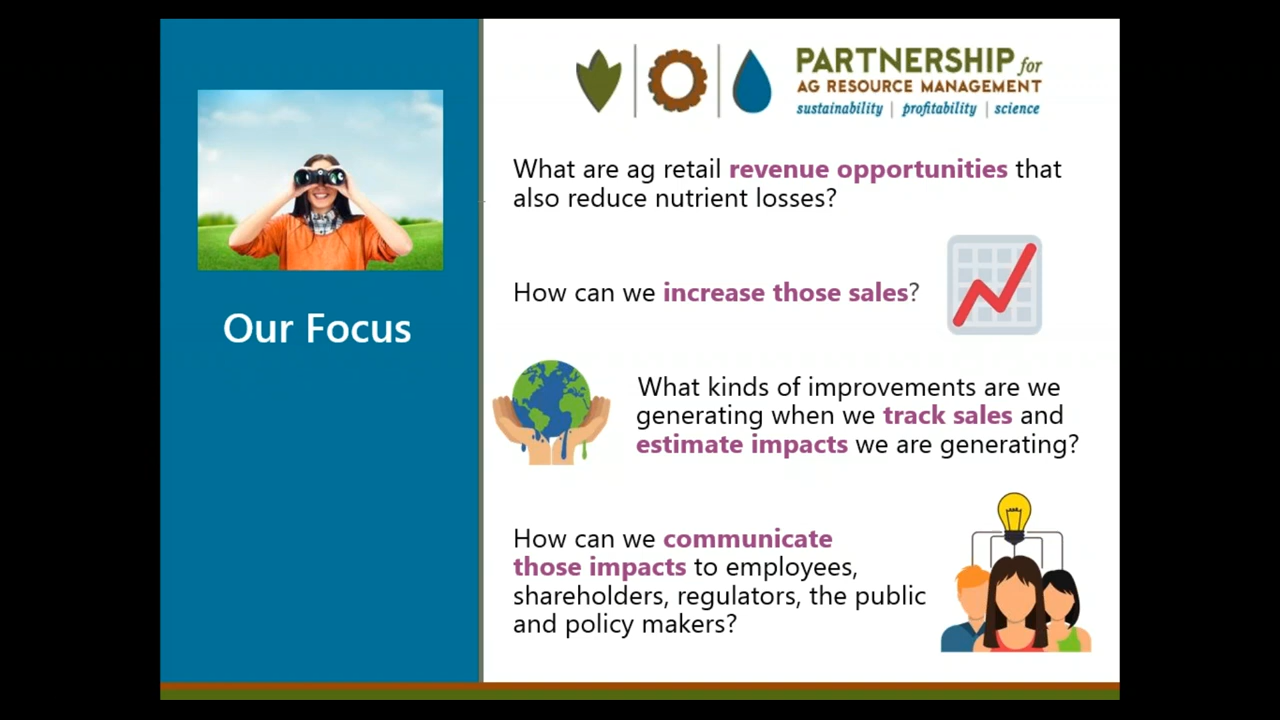 PARTNERSHIP for
AG RESOURCE MANAGEMENT
sustainability | profitability | science
Our Focus
What are ag retail revenue opportunities that
also reduce nutrient losses?
How can we increase those sales?
What kinds of improvements are we
generating when we track sales and
estimate impacts we are generating?
How can we communicate
those impacts to employees,
shareholders, regulators, the public
and policy makers?